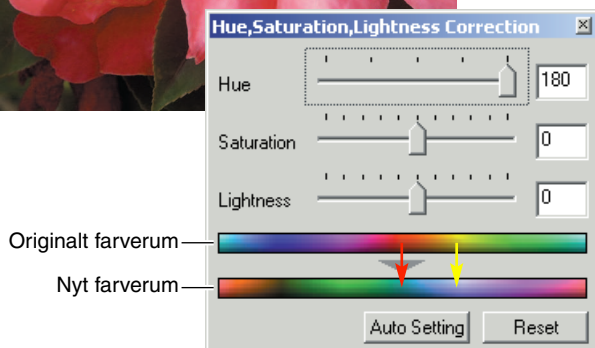 Hue,Saturation,Lightness Correction
Hue 180
Saturation 0
Lightness 0
Originalt farverum
Nyt farverum
Auto Setting Reset